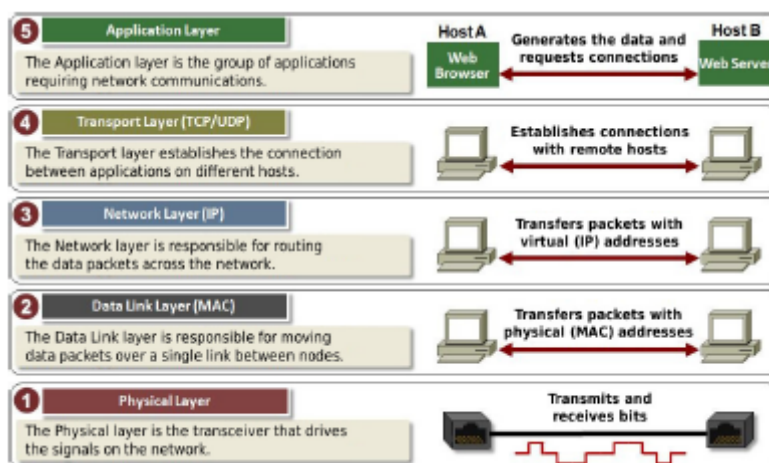 5 Application Layer
The Application layer is the group of applications
requiring network communications.
Host A
Web
Browser
Generates the data and
requests connections
Host B
Web Server
4 Transport Layer (TCP/UDP)
The Transport layer establishes the connection
between applications on different hosts.
Establishes connections
with remote hosts
3 Network Layer (IP)
The Network layer is responsible for routing
the data packets across the network.
Transfers packets with
virtual (IP) addresses
2 Data Link Layer (MAC)
The Data Link layer is responsible for moving
data packets over a single link between nodes.
Transfers packets with
physical (MAC) addresses
1 Physical Layer
The Physical layer is the transceiver that drives
the signals on the network.
Transmits and
receives bits